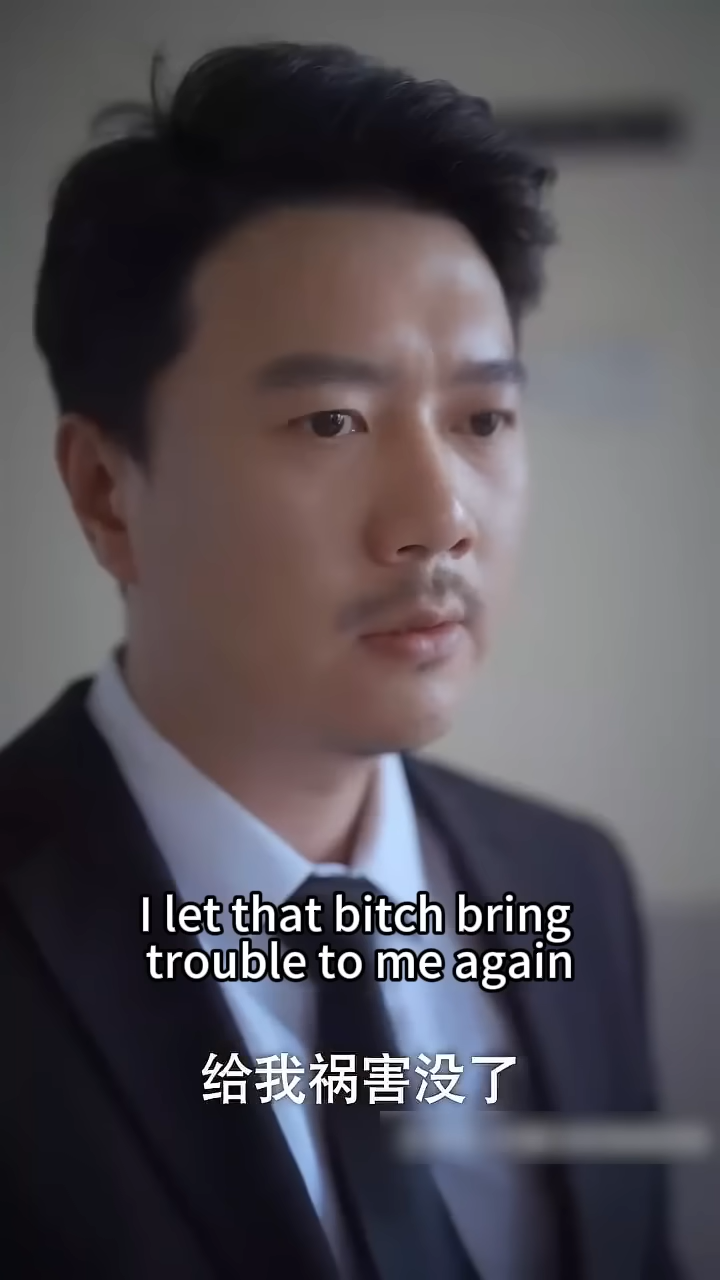 I let that bitch bring
trouble to me again
给我祸害没了